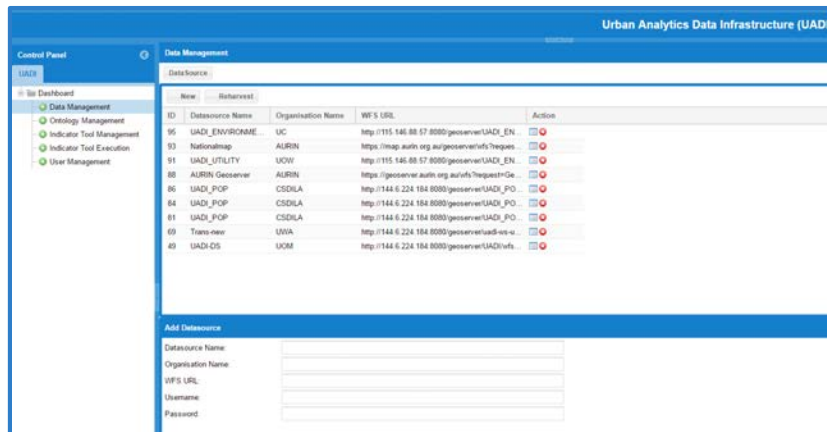 Urban Analytics Data Infrastructure (UADI
Control Panel
UADI
Dashboard
Data Management
Ontology Management
Indicator Tool Management
Indicator Tool Execution
User Management
Data Management
DataSource
New Reharvest
ID Datasource Name Organisation Name WFS URL Action
95 UADI_ENVIRONME... UC http://115.146.88.57:8080/geoserver/UADI_EN...
93 Nationalmap AURIN https://map.aurin.org.au/geoserver/wfs?reques...
91 UADI_UTILITY UOW http://115.146.88.57:8080/geoserver/UADI_EN...
88 AURIN Geoserver AURIN https://geoserver.aurin.org.au/wfs?request=Ge...
86 UADI_POP CSDILA http://144.6.224.184:8080/geoserver/UADI_PO...
84 UADI_POP CSDILA http://144.6.224.184:8080/geoserver/UADI_PO...
81 UADI_POP CSDILA http://144.6.224.184:8080/geoserver/UADI_PO...
69 Trans-new UWA http://144.6.224.184:8080/geoserver/uadi-ws-u...
49 UADI-DS UOM http://144.6.224.184:8080/geoserver/UADI/wfs...
Add Datasource
Datasource Name:
Organisation Name:
WFS URL:
Username:
Password: